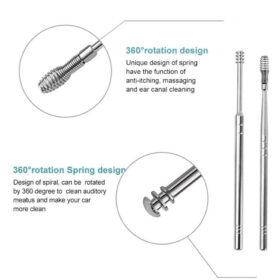 360°rotation design
Unique design of spring
have the function of
anti-itching, massaging
and ear canal cleaning
360°rotation Spring design
Design of spiral, can be rotated
by 360 degree to clean auditory
meatus and make your car
more clean